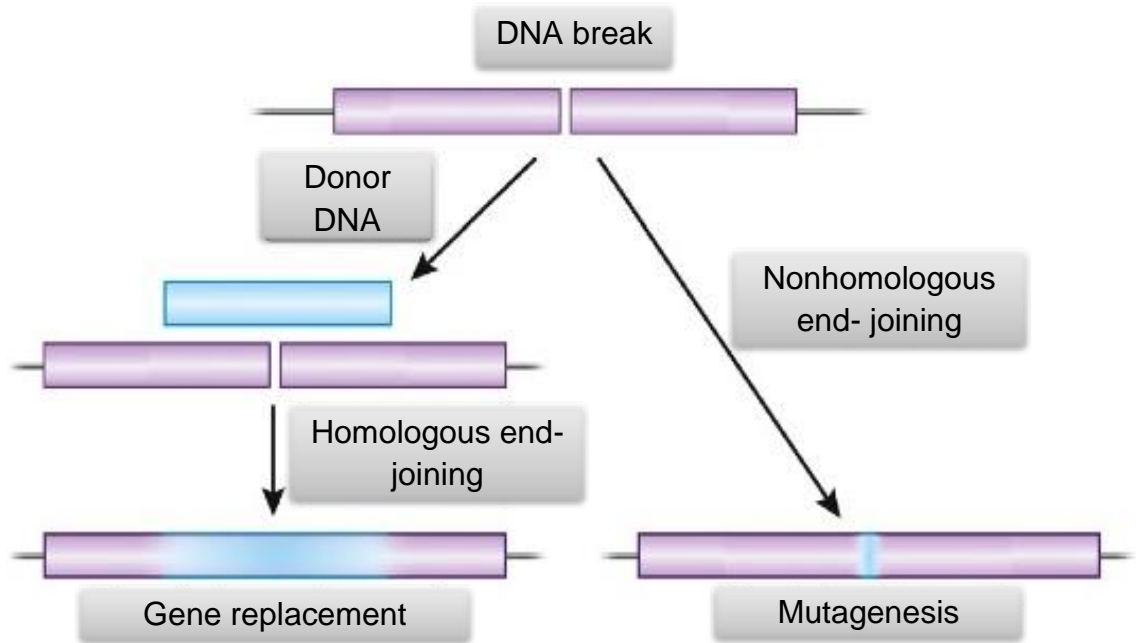 DNA break
Donor
DNA
Nonhomologous
end- joining
Homologous end-
joining
Gene replacement
Mutagenesis